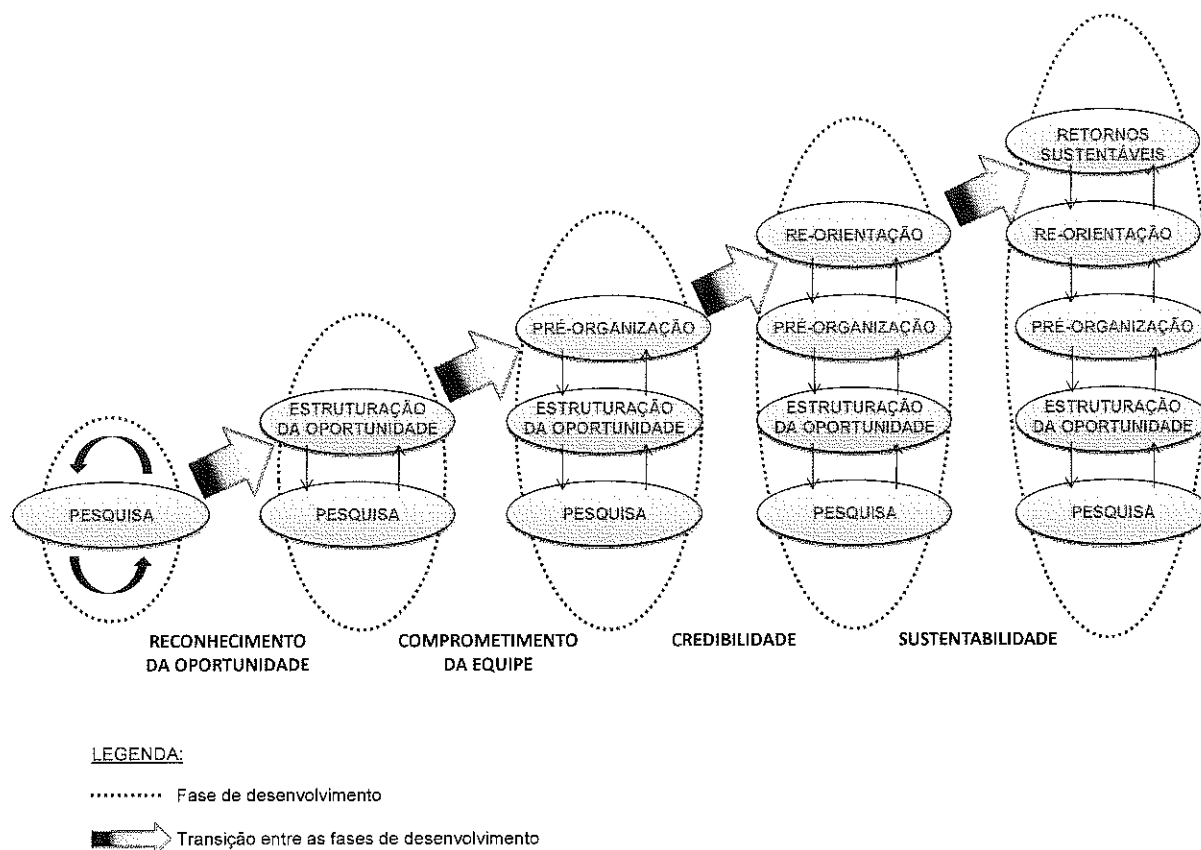 RETORNOS
SUSTENTÁVEIS
RE-ORIENTAÇÃO
RE-ORIENTAÇÃO
PRÉ-ORGANIZAÇÃO
PRÉ-ORGANIZAÇÃO
PRÉ-ORGANIZAÇÃO
ESTRUTURAÇÃO
DA OPORTUNIDADE
ESTRUTURAÇÃO
DA OPORTUNIDADE
ESTRUTURAÇÃO
DA OPORTUNIDADE
ESTRUTURAÇÃO
DA OPORTUNIDADE
PESQUISA
PESQUISA
PESQUISA
PESQUISA
PESQUISA
RECONHECIMENTO
DA OPORTUNIDADE
COMPROMETIMENTO
DA EQUIPE
CREDIBILIDADE
SUSTENTABILIDADE
LEGENDA:
Fase de desenvolvimento
Transição entre as fases de desenvolvimento